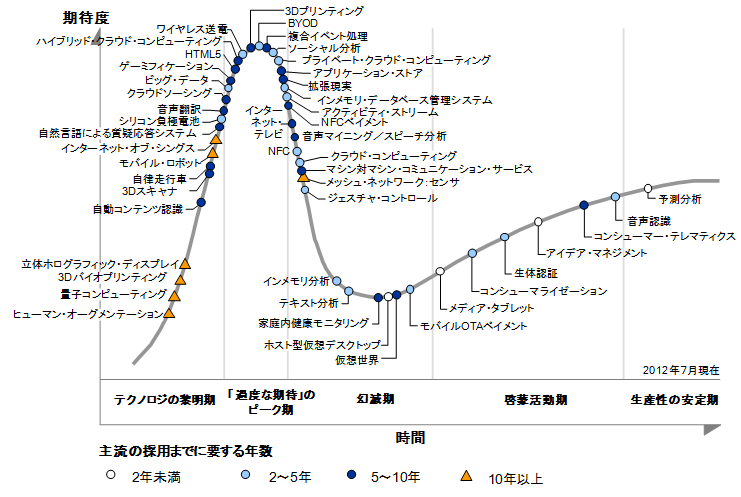 期待度
3Dプリンティング
ワイヤレス送電
BYOD
ハイブリッド・クラウド・コンピューティング
複合イベント処理
HTML5
ソーシャル分析
ゲーミフィケーション
プライベート・クラウド・コンピューティング
ビッグ・データ
アプリケーション・ストア
クラウドソーシング
拡張現実
音声翻訳
インメモリ・データベース管理システム
シリコン負極電池
アクティビティ・ストリーム
自然言語による質疑応答システム
NFCペイメント
インターネット・オブ・シングス
インター
ネット・
テレビ
音声マイニング／スピーチ分析
モバイル・ロボット
NFC
クラウド・コンピューティング
自律走行車
マシン対マシン・コミュニケーション・サービス
3Dスキャナ
メッシュ・ネットワーク：センサ
自動コンテンツ認識
ジェスチャ・コントロール
予測分析
音声認識
コンシューマー・テレマティクス
アイデア・マネジメント
立体ホログラフィック・ディスプレイ
生体認証
3Dバイオプリンティング
インメモリ分析
コンシューマライゼーション
量子コンピューティング
テキスト分析
メディア・タブレット
ヒューマン・オーグメンテーション
家庭内健康モニタリング
モバイルOTAペイメント
ホスト型仮想デスクトップ
仮想世界
2012年7月現在
テクノロジの黎明期
「過度な期待」の
ピーク期
幻滅期
啓蒙活動期
生産性の安定期
時間
主流の採用までに要する年数
2年未満
2～5年
5～10年
10年以上